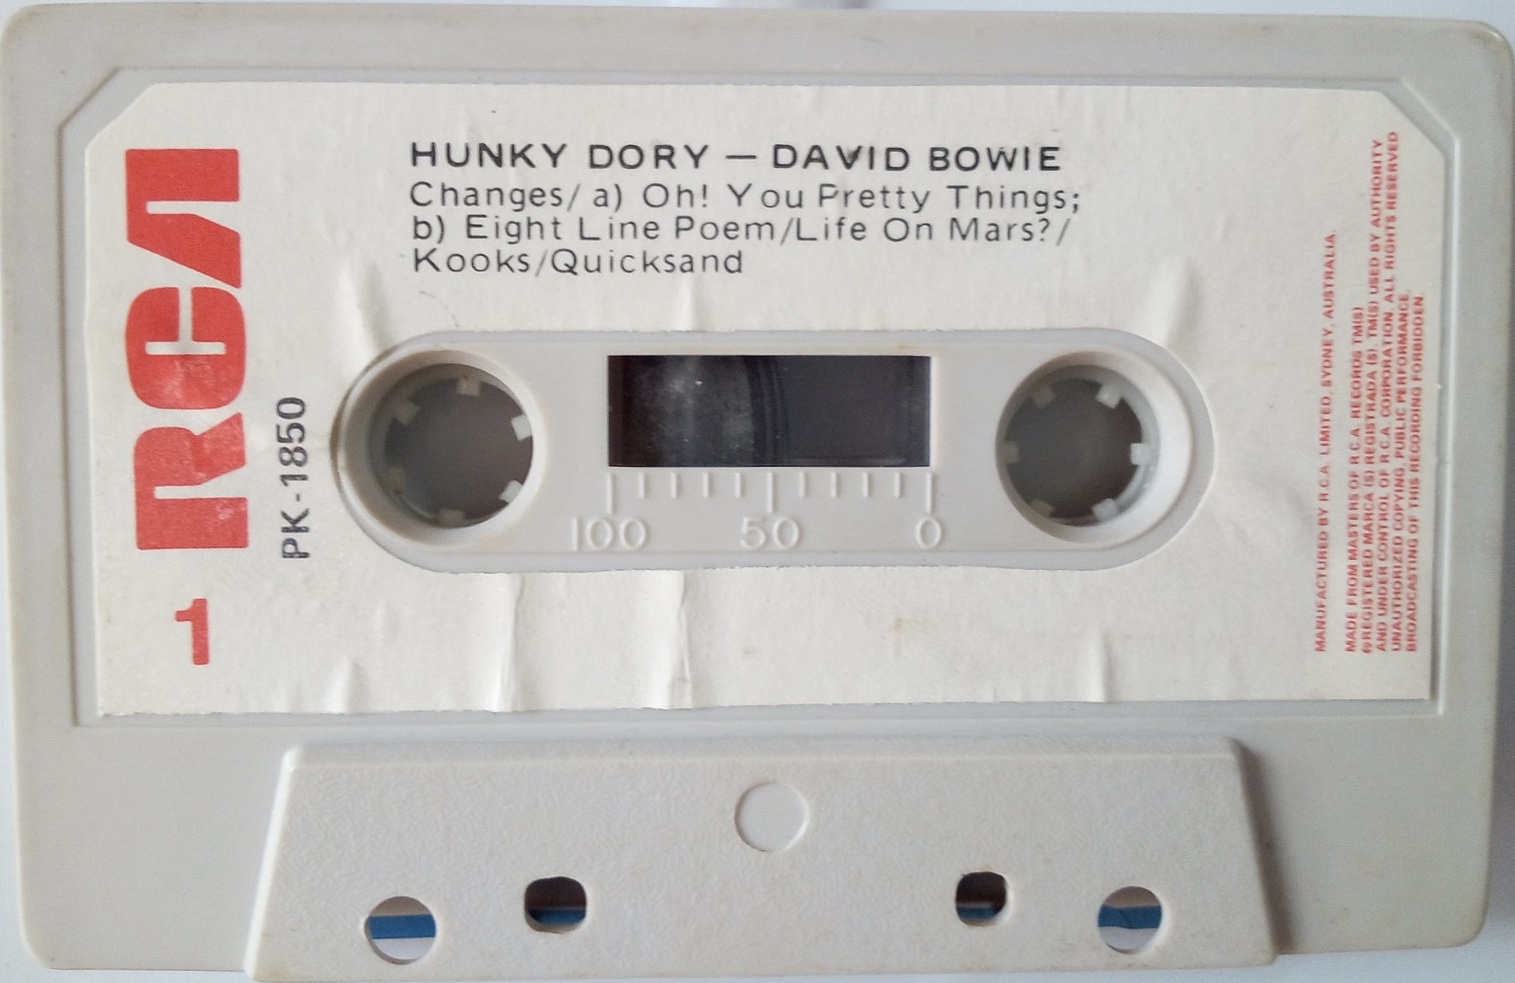 HUNKY DORY — DAVID BOWIE
Changes/ a) Oh! You Pretty Things;
b) Eight Line Poem/Life On Mars?/
Kooks/Quicksand
RCA
PK-1850
1
100 50 0
MANUFACTURED BY R.C.A. LIMITED, SYDNEY, AUSTRALIA.
MADE FROM MASTERS OF R.C.A. RECORDS TM(S)
®REGISTERED MARCA (S) REGISTRADA (S). TM(S) USED BY AUTHORITY
AND UNDER CONTROL OF R.C.A. CORPORATION. ALL RIGHTS RESERVED
UNAUTHORIZED COPYING, PUBLIC PERFORMANCE,
BROADCASTING OF THIS RECORDING FORBIDDEN.